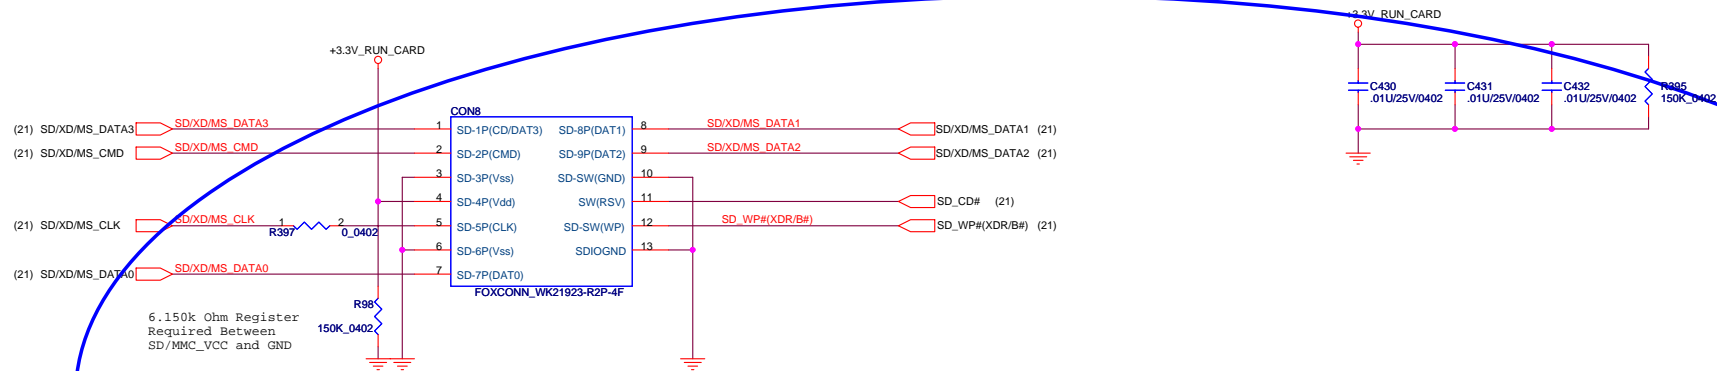 +3.3V_RUN_CARD
+3.3V_RUN_CARD
C430
.01U/25V/0402
C431
.01U/25V/0402
C432
.01U/25V/0402
R395
150K_0402
CON8
(21) SD/XD/MS_DATA3 SD/XD/MS_DATA3 1 SD-1P(CD/DAT3) SD-8P(DAT1) 8 SD/XD/MS_DATA1 SD/XD/MS_DATA1 (21)
(21) SD/XD/MS_CMD SD/XD/MS_CMD 2 SD-2P(CMD) SD-9P(DAT2) 9 SD/XD/MS_DATA2 SD/XD/MS_DATA2 (21)
3 SD-3P(Vss) SD-SW(GND) 10
4 SD-4P(Vdd) SW(RSV) 11 SD_CD# (21)
(21) SD/XD/MS_CLK SD/XD/MS_CLK 1 R397 2 0_0402 5 SD-5P(CLK) SD-SW(WP) 12 SD_WP#(XDR/B#) SD_WP#(XDR/B#) (21)
6 SD-6P(Vss) SDIOGND 13
(21) SD/XD/MS_DATA0 SD/XD/MS_DATA0 7 SD-7P(DAT0)
FOXCONN_WK21923-R2P-4F
R98
150K_0402
6.150k Ohm Register
Required Between
SD/MMC_VCC and GND